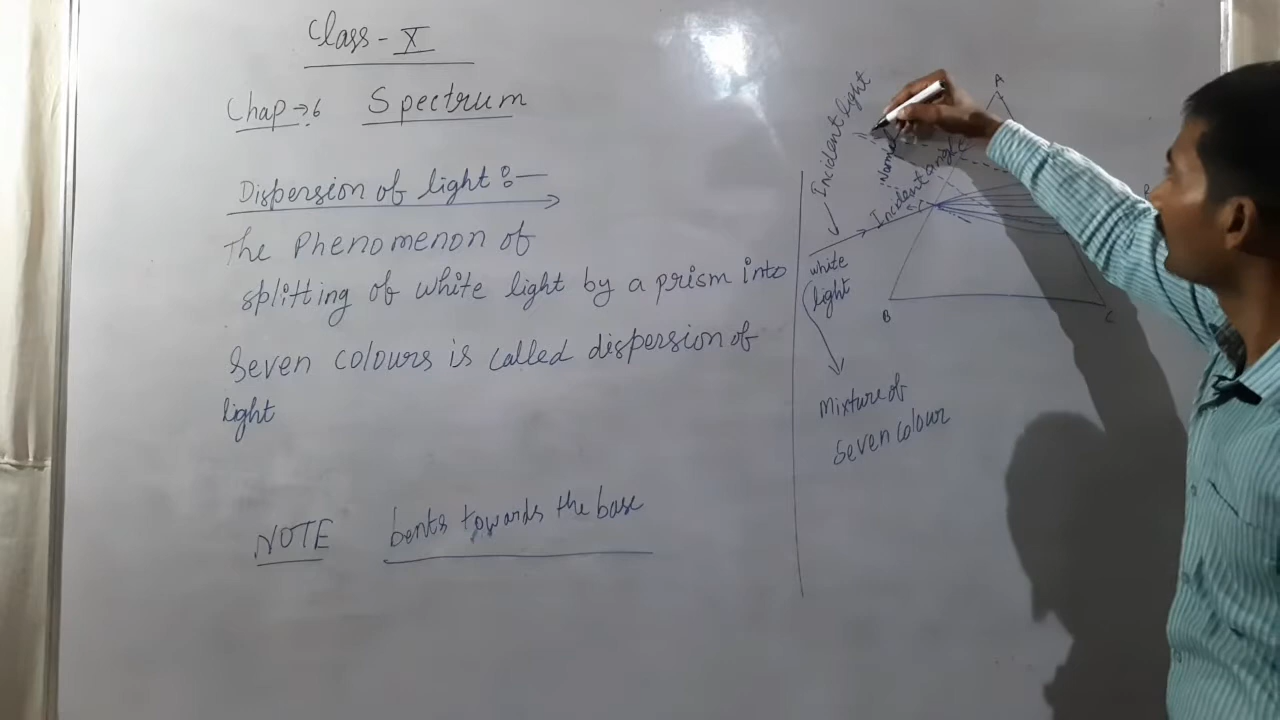 Class - X
Chap → 6 Spectrum
Dispersion of light :—
The Phenomenon of
splitting of white light by a prism into
Seven colours is called dispersion of
light
NOTE bents towards the base
Incident light
Normal
Incident angle
A
white
light
B
C
Mixture of
Seven colour